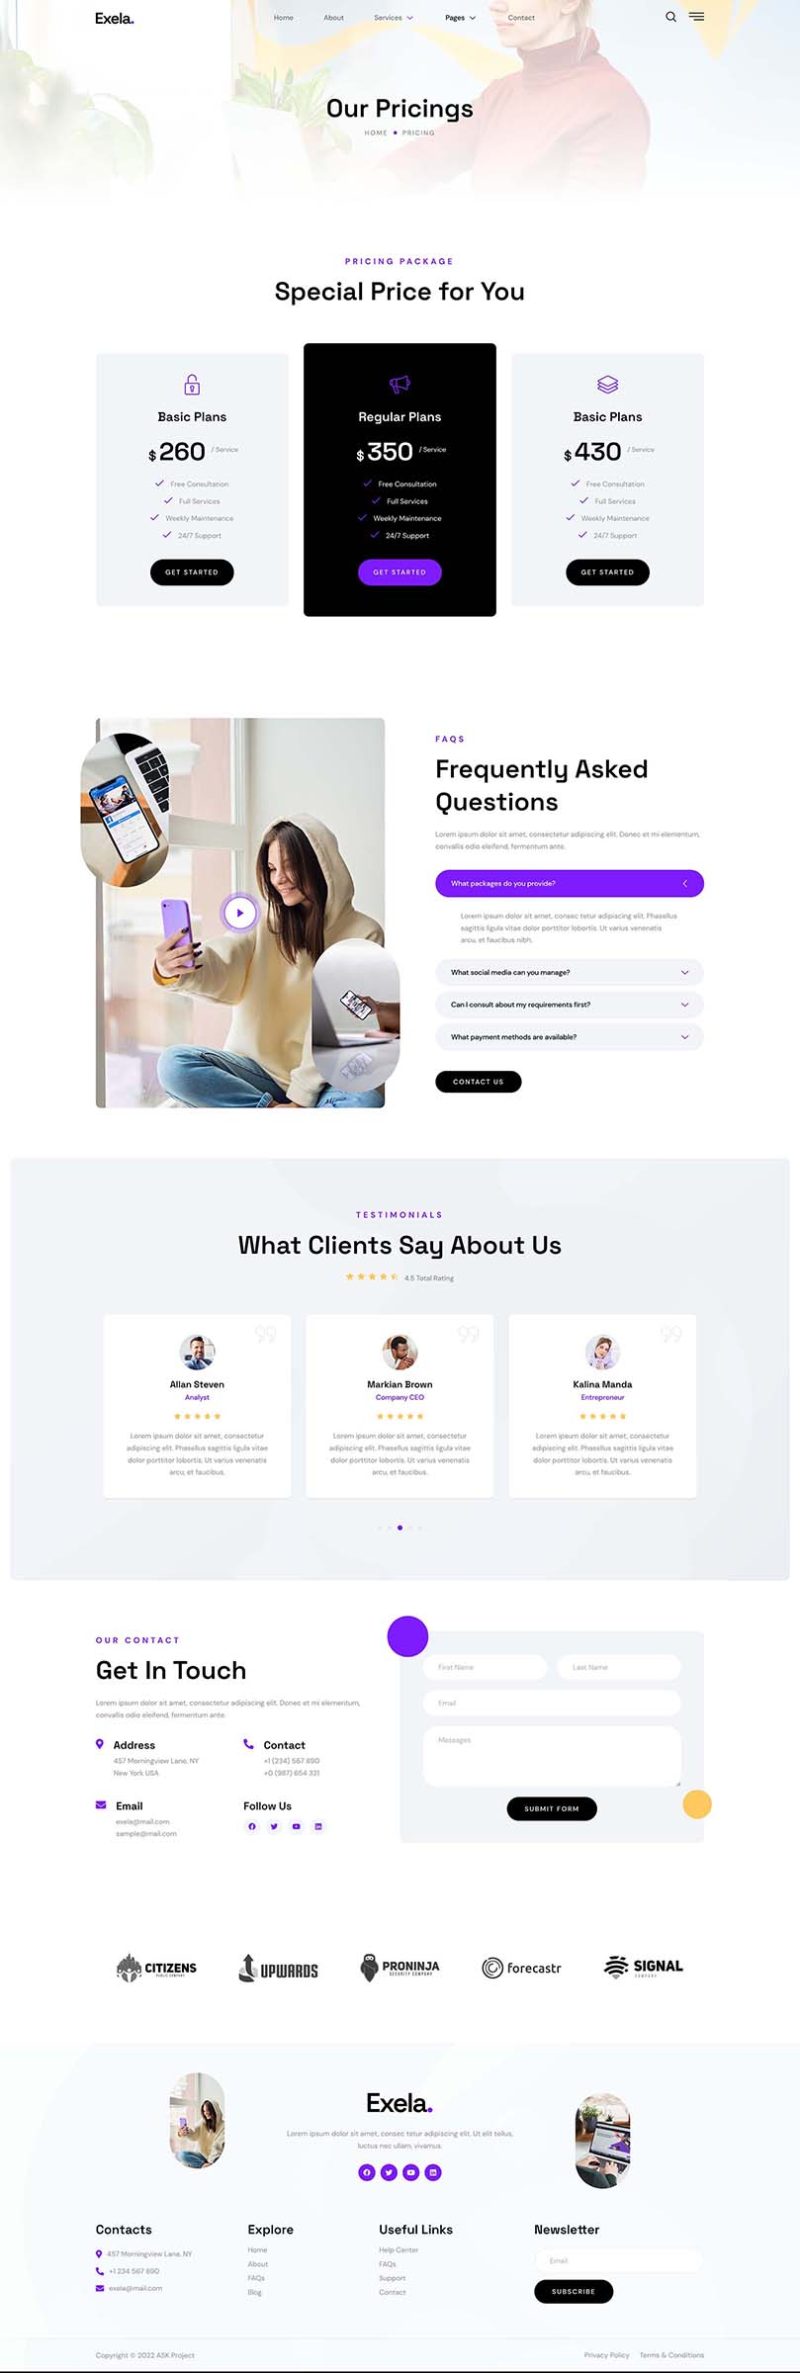 Exela.
Home About Services Pages Contact
Our Pricings
HOME PRICING
PRICING PACKAGE
Special Price for You
Basic Plans
$ 260 / Service
Free Consultation
Full Services
Weekly Maintenance
24/7 Support
GET STARTED
Regular Plans
$ 350 / Service
Free Consultation
Full Services
Weekly Maintenance
24/7 Support
GET STARTED
Basic Plans
$ 430 / Service
Free Consultation
Full Services
Weekly Maintenance
24/7 Support
GET STARTED
FAQS
Frequently Asked
Questions
Lorem ipsum dolor sit amet, consectetur adipiscing elit. Donec et mi elementum,
convallis odio eleifend, fermentum ante.
What packages do you provide?
Lorem ipsum dolor sit amet, consec tetur adipiscing elit. Phasellus
sagittis ligula vitae dolor porttitor lobortis. Ut varius venenatis
arcu, et faucibus nibh.
What social media can you manage?
Can I consult about my requirements first?
What payment methods are available?
CONTACT US
TESTIMONIALS
What Clients Say About Us
4.5 Total Rating
Allan Steven
Analyst
Lorem ipsum dolor sit amet, consectetur
adipiscing elit. Phasellus sagittis ligula vitae
dolor porttitor lobortis. Ut varius venenatis
arcu, et faucibus.
Markian Brown
Company CEO
Lorem ipsum dolor sit amet, consectetur
adipiscing elit. Phasellus sagittis ligula vitae
dolor porttitor lobortis. Ut varius venenatis
arcu, et faucibus.
Kalina Manda
Entrepreneur
Lorem ipsum dolor sit amet, consectetur
adipiscing elit. Phasellus sagittis ligula vitae
dolor porttitor lobortis. Ut varius venenatis
arcu, et faucibus.
OUR CONTACT
Get In Touch
Lorem ipsum dolor sit amet, consectetur adipiscing elit. Donec et mi elementum,
convallis odio eleifend, fermentum ante.
Address
457 Morningview Lane, NY
New York USA
Contact
+1 (234) 567 890
+0 (987) 654 321
Email
exela@mail.com
sample@mail.com
Follow Us
First Name
Last Name
Email
Messages
SUBMIT FORM
CITIZENS
PUBLIC COMPANY
UPWARDS
PRONINJA
SECURITY COMPANY
forecastr
SIGNAL
COMPANY
Exela.
Lorem ipsum dolor sit amet, consec tetur adipiscing elit. Ut elit tellus,
luctus nec ullam, vivamus.
Contacts
457 Morningview Lane, NY
+1 234 567 890
exela@mail.com
Explore
Home
About
FAQs
Blog
Useful Links
Help Center
FAQs
Support
Contact
Newsletter
Email
SUBSCRIBE
Copyright © 2022 ASK Project
Privacy Policy Terms & Conditions